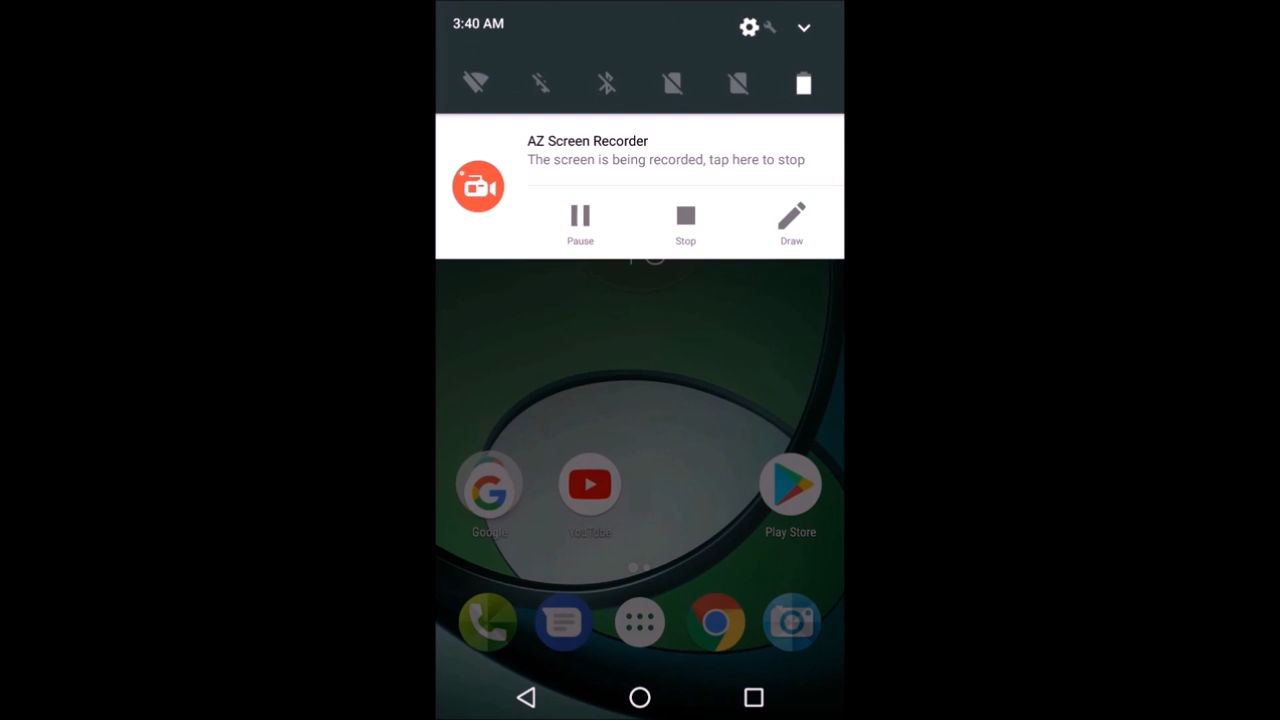 3:40 AM
AZ Screen Recorder
The screen is being recorded, tap here to stop
Pause
Stop
Draw
Google
YouTube
Play Store